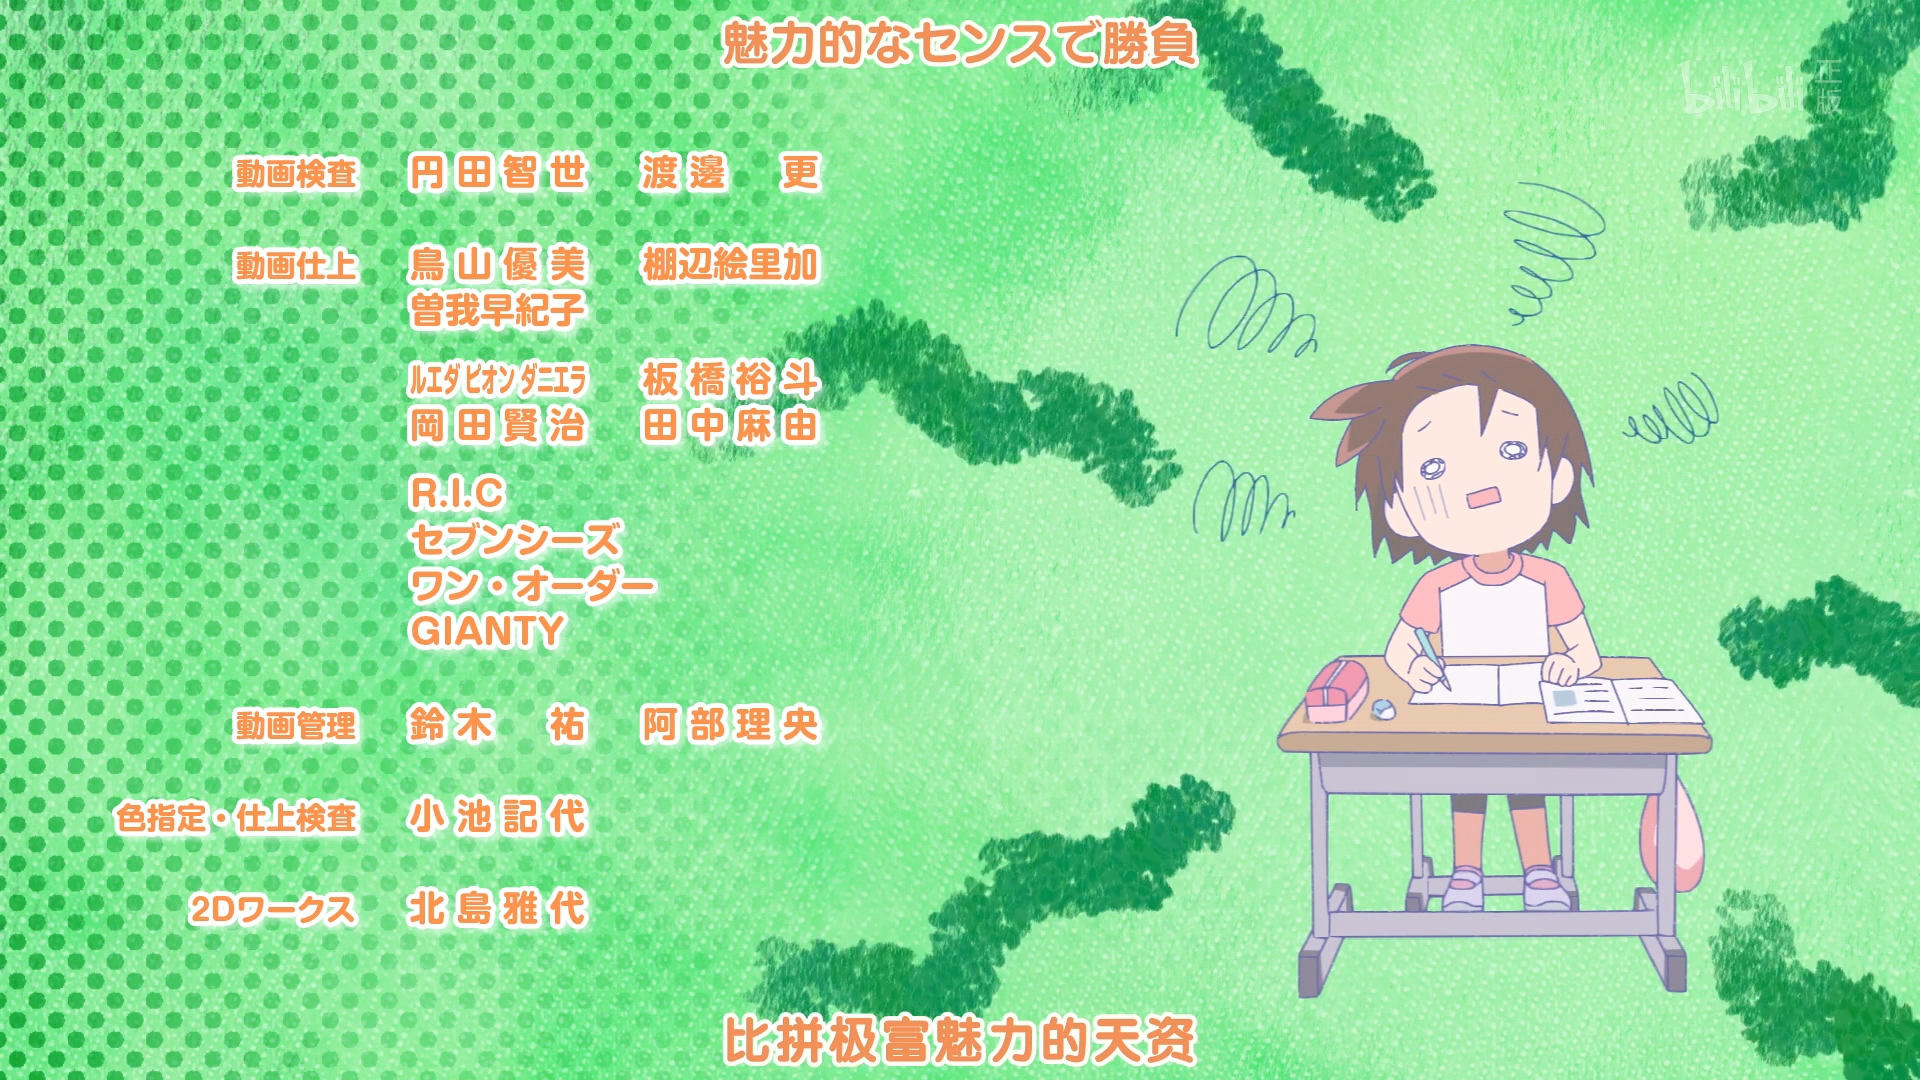 魅力的なセンスで勝負
bilibili 正版
動画検査 円田智世 渡邊 更
動画仕上 鳥山優美 棚辺絵里加
曽我早紀子
ルエダ ピオン ダニエラ 板橋裕斗
岡田賢治 田中麻由
R.I.C
セブンシーズ
ワン・オーダー
GIANTY
動画管理 鈴木 祐 阿部理央
色指定・仕上検査 小池記代
2Dワークス 北島雅代
比拼极富魅力的天资